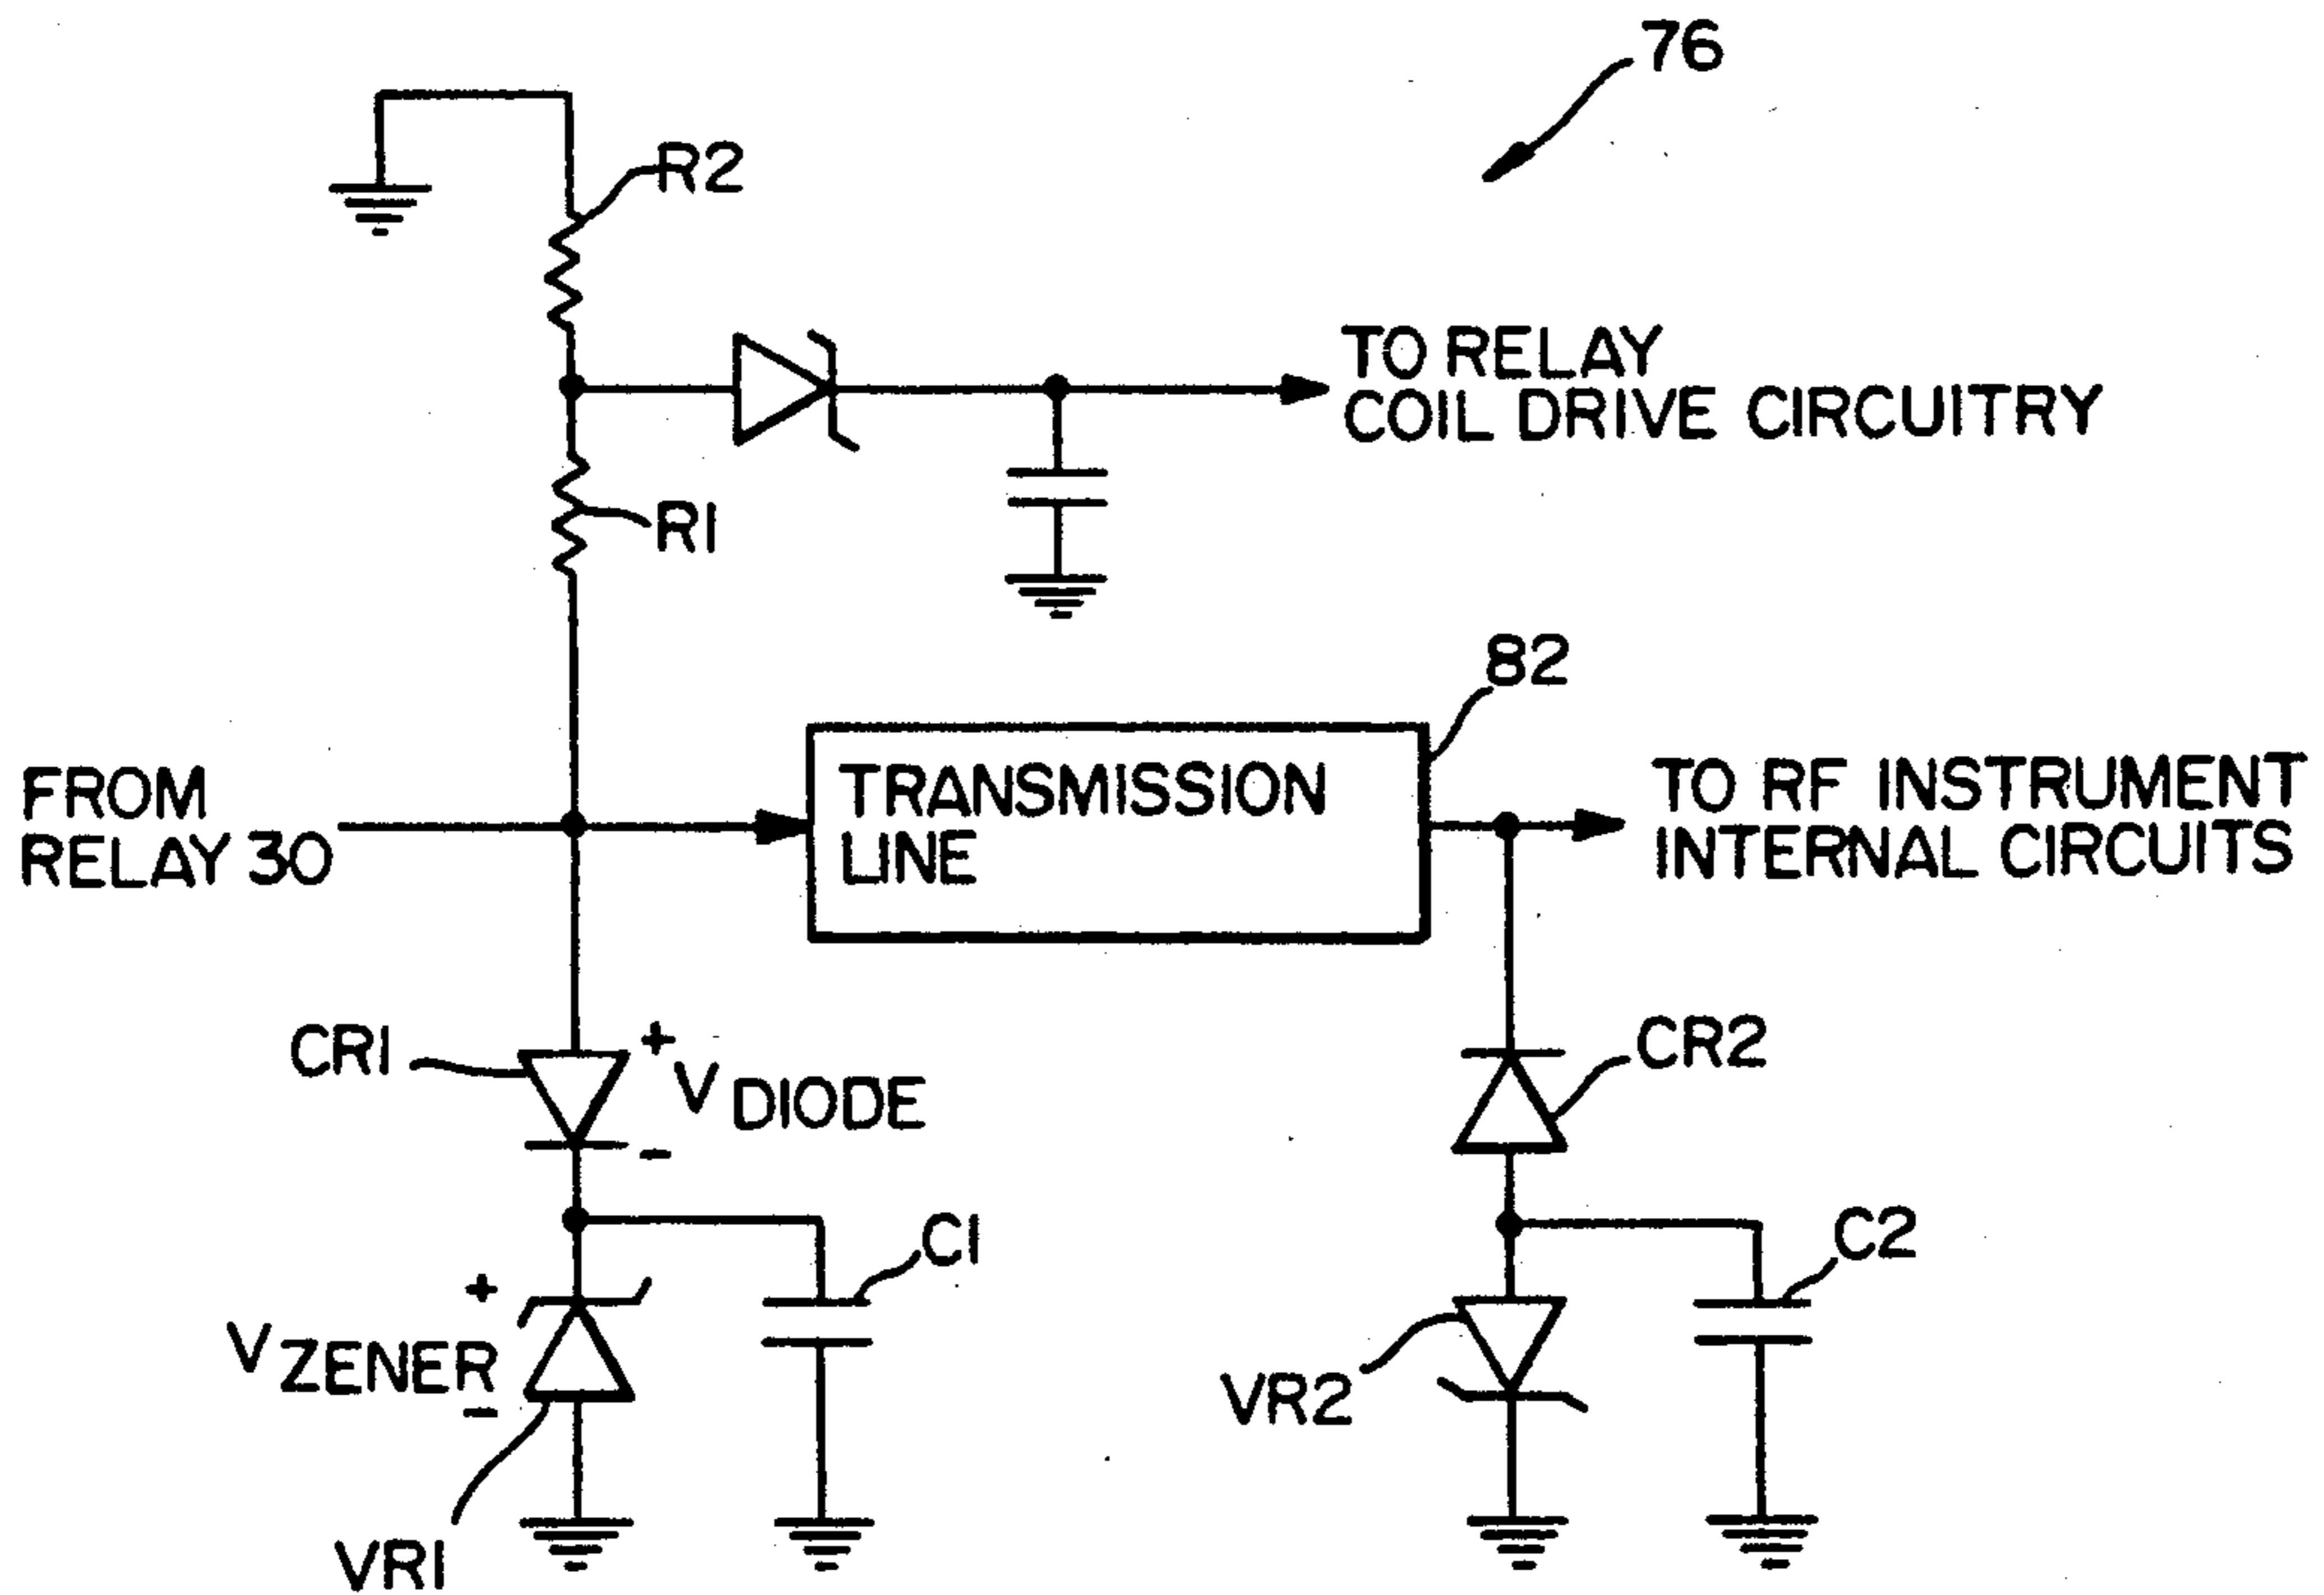 76
R2
TO RELAY
COIL DRIVE CIRCUITRY
R1
82
FROM
RELAY 30
TRANSMISSION
LINE
TO RF INSTRUMENT
INTERNAL CIRCUITS
CR1
+
V DIODE
-
CR2
C1
C2
+
V ZENER
-
VR2
VR1